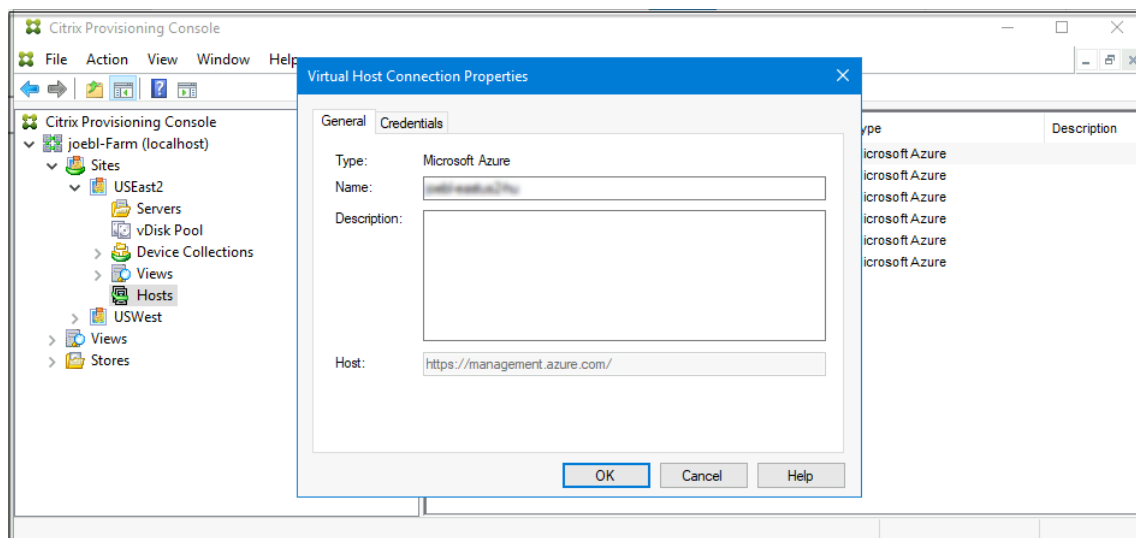 Citrix Provisioning Console
File Action View Window Help
Virtual Host Connection Properties
Citrix Provisioning Console
joebl-Farm (localhost)
Sites
USEast2
Servers
vDisk Pool
Device Collections
Views
Hosts
USWest
Views
Stores
General Credentials
Type: Microsoft Azure
Name:
Description:
Host: https://management.azure.com/
OK Cancel Help
ype Description
icrosoft Azure
icrosoft Azure
icrosoft Azure
icrosoft Azure
icrosoft Azure
icrosoft Azure